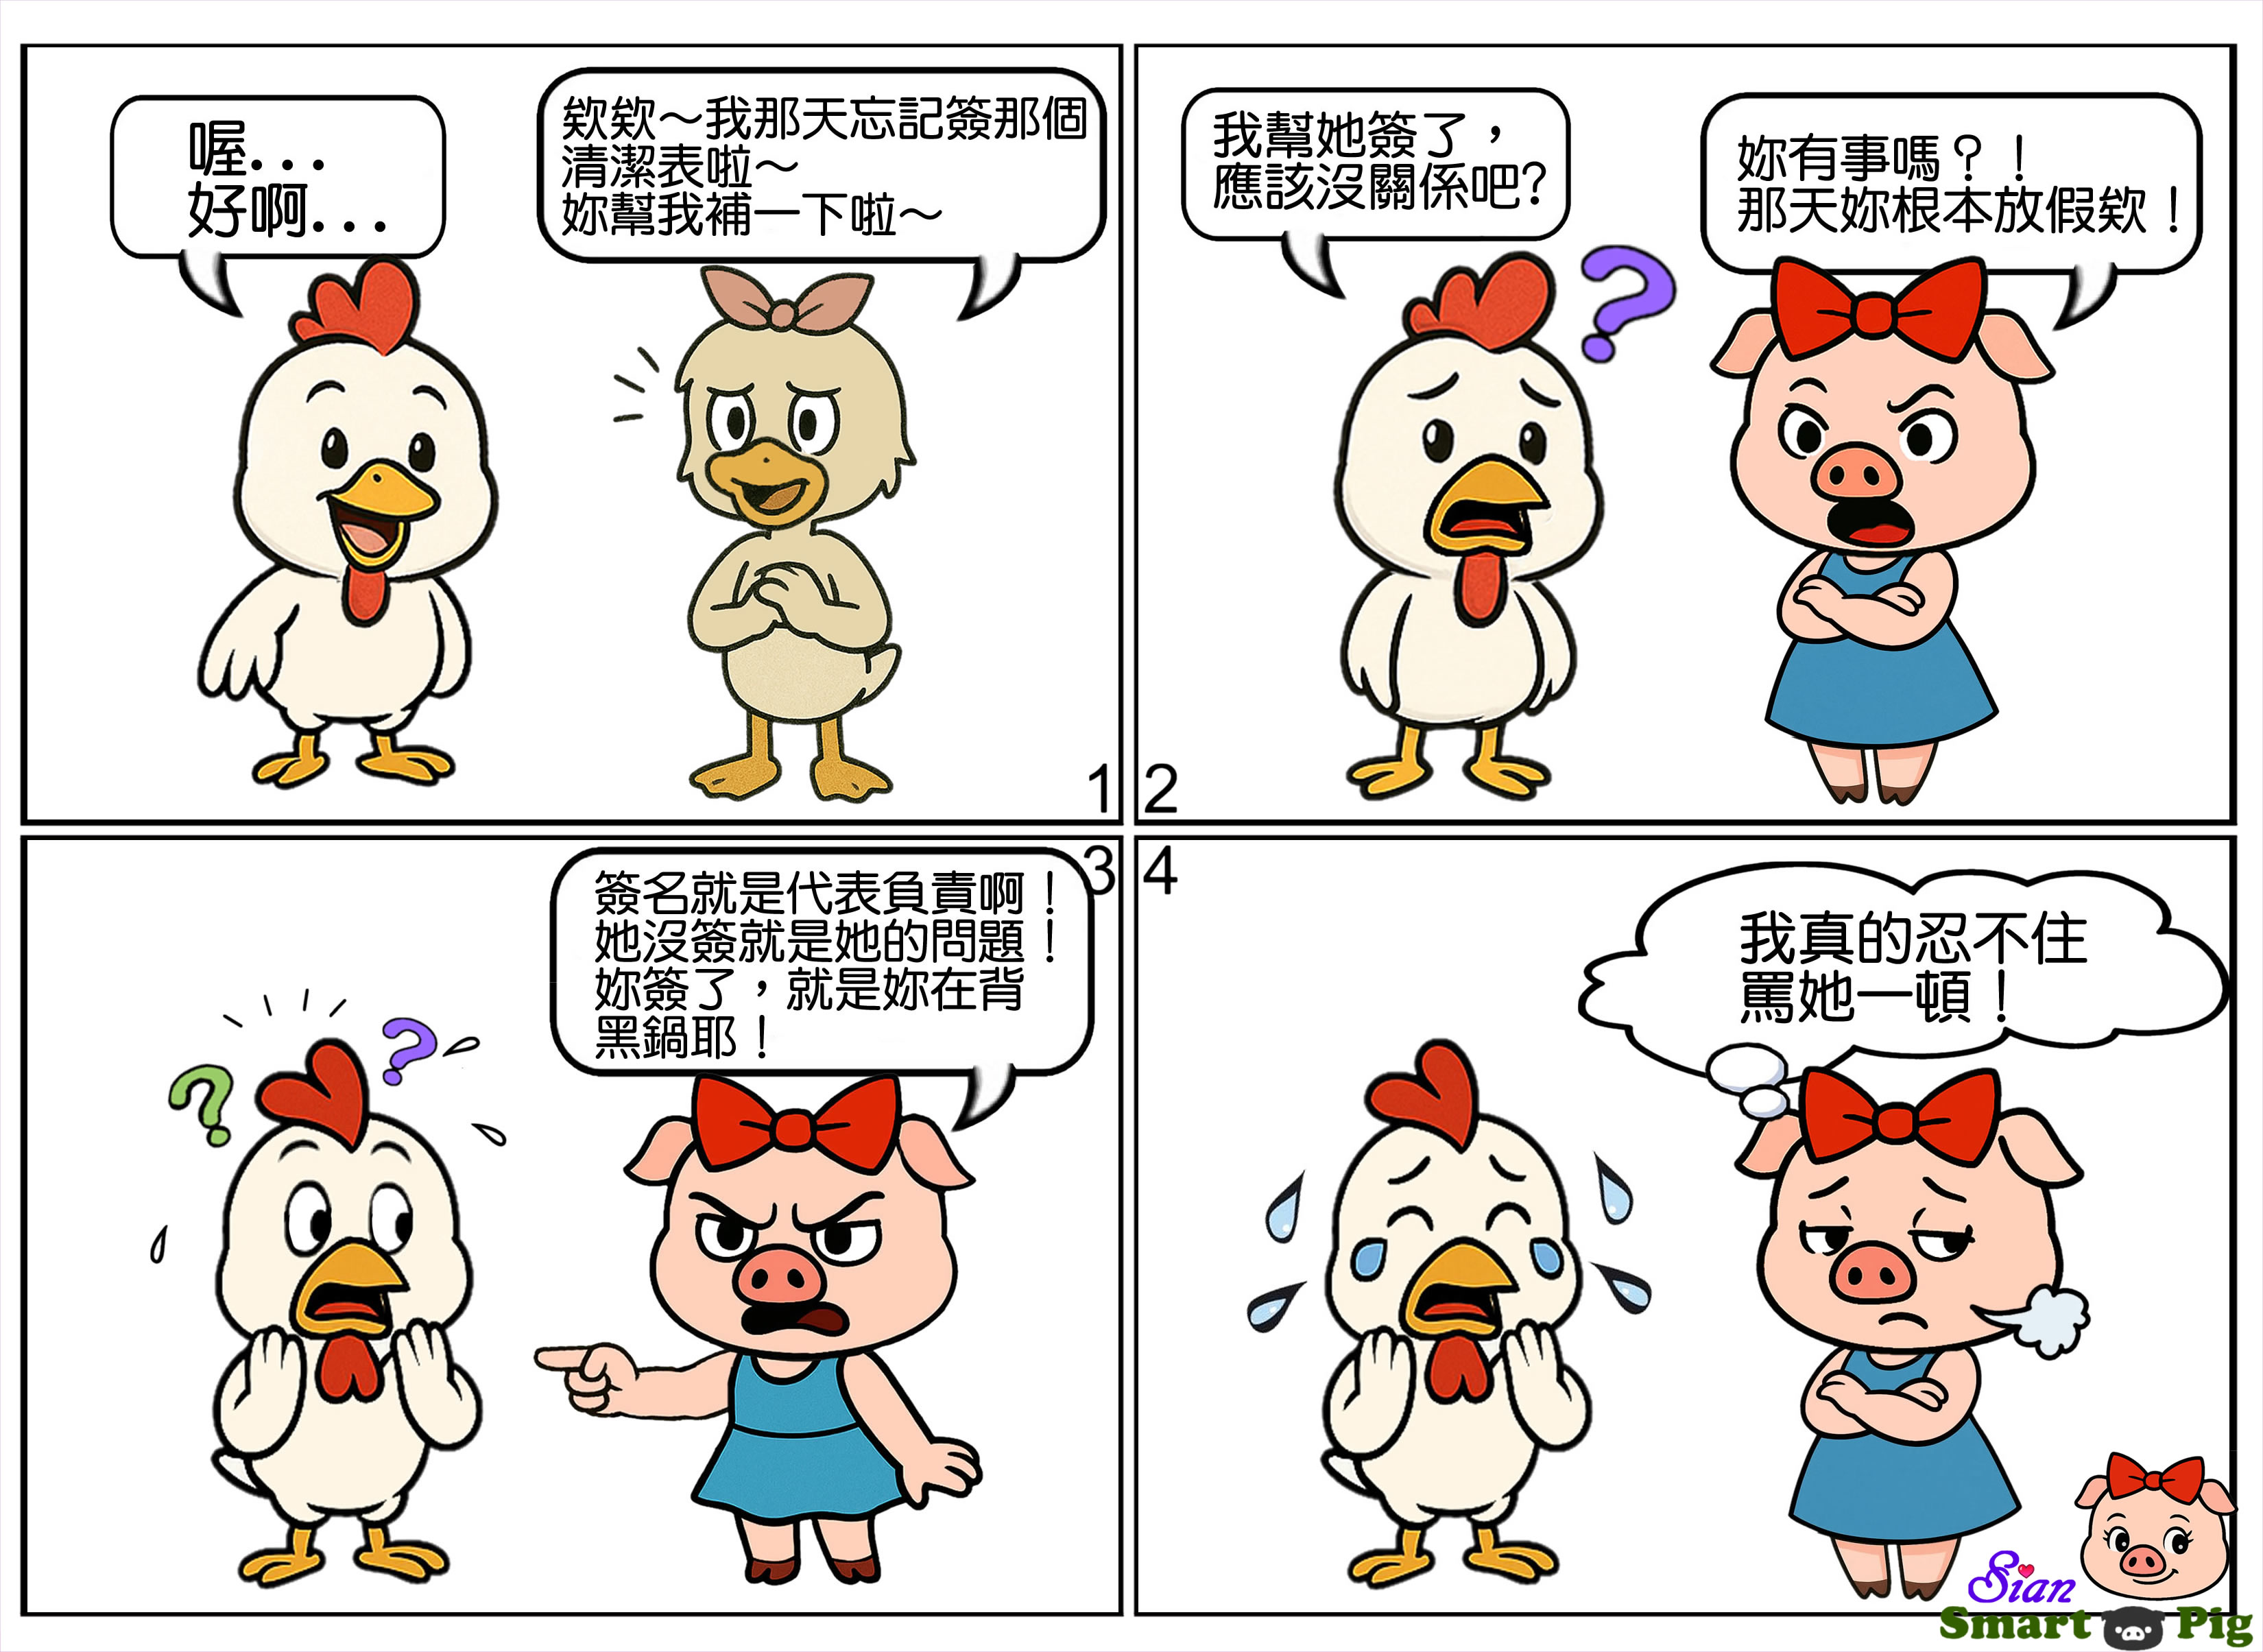 喔...
好啊...
欸欸～我那天忘記簽那個
清潔表啦～
妳幫我補一下啦～
1
我幫她簽了，
應該沒關係吧?
妳有事嗎？！
那天妳根本放假欸！
2
簽名就是代表負責啊！
她沒簽就是她的問題！
妳簽了，就是妳在背
黑鍋耶！
3
4
我真的忍不住
罵她一頓！
Sian
Smart Pig